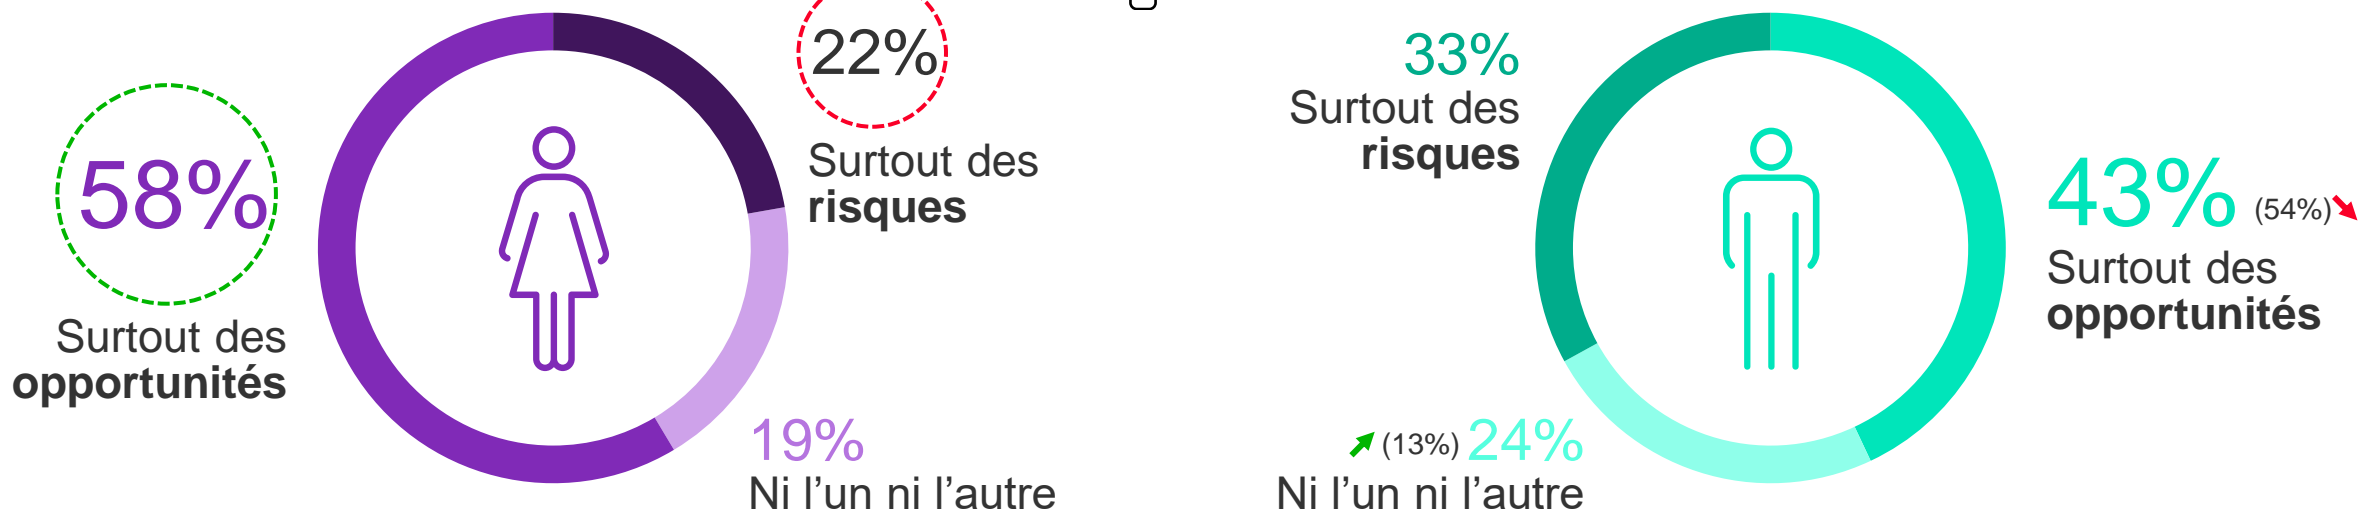 58%
Surtout des
opportunités
22%
Surtout des
risques
19%
Ni l’un ni l’autre
33%
Surtout des
risques
43% (54%)
Surtout des
opportunités
(13%) 24%
Ni l’un ni l’autre